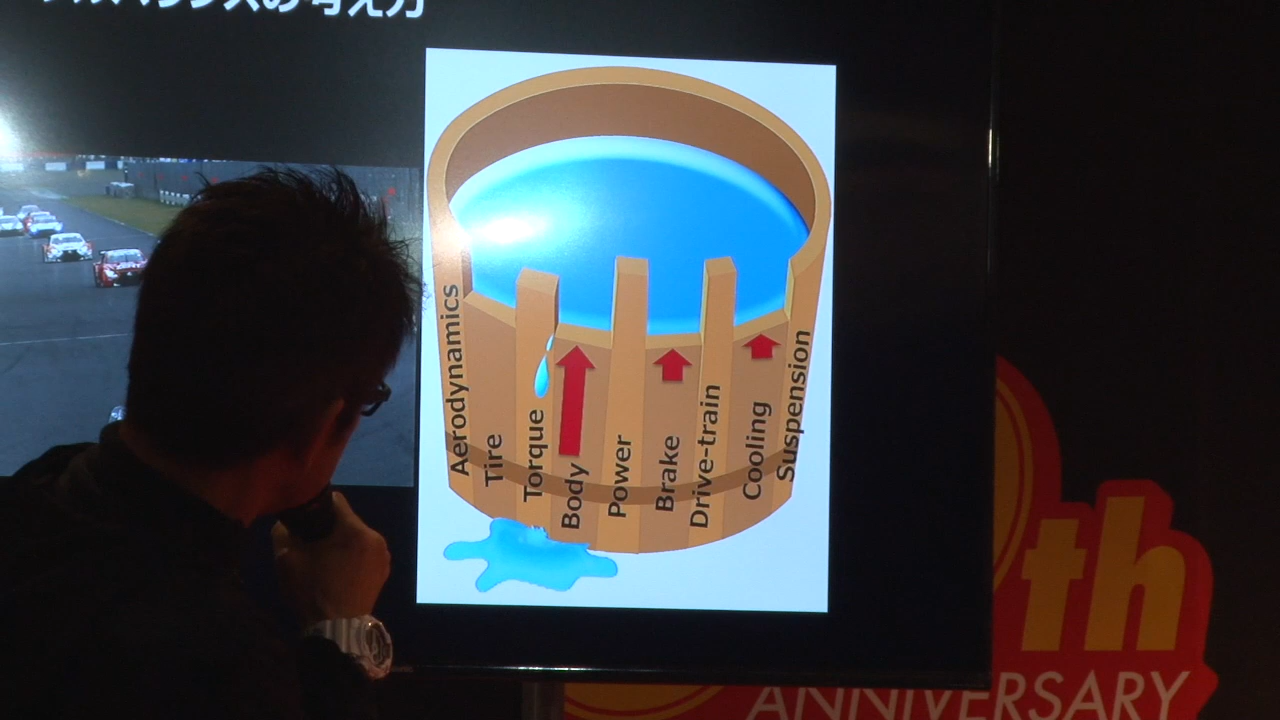 の考え方
Aerodynamics
Tire
Torque
Body
Power
Brake
Drive-train
Cooling
Suspension
th
ANNIVERSARY